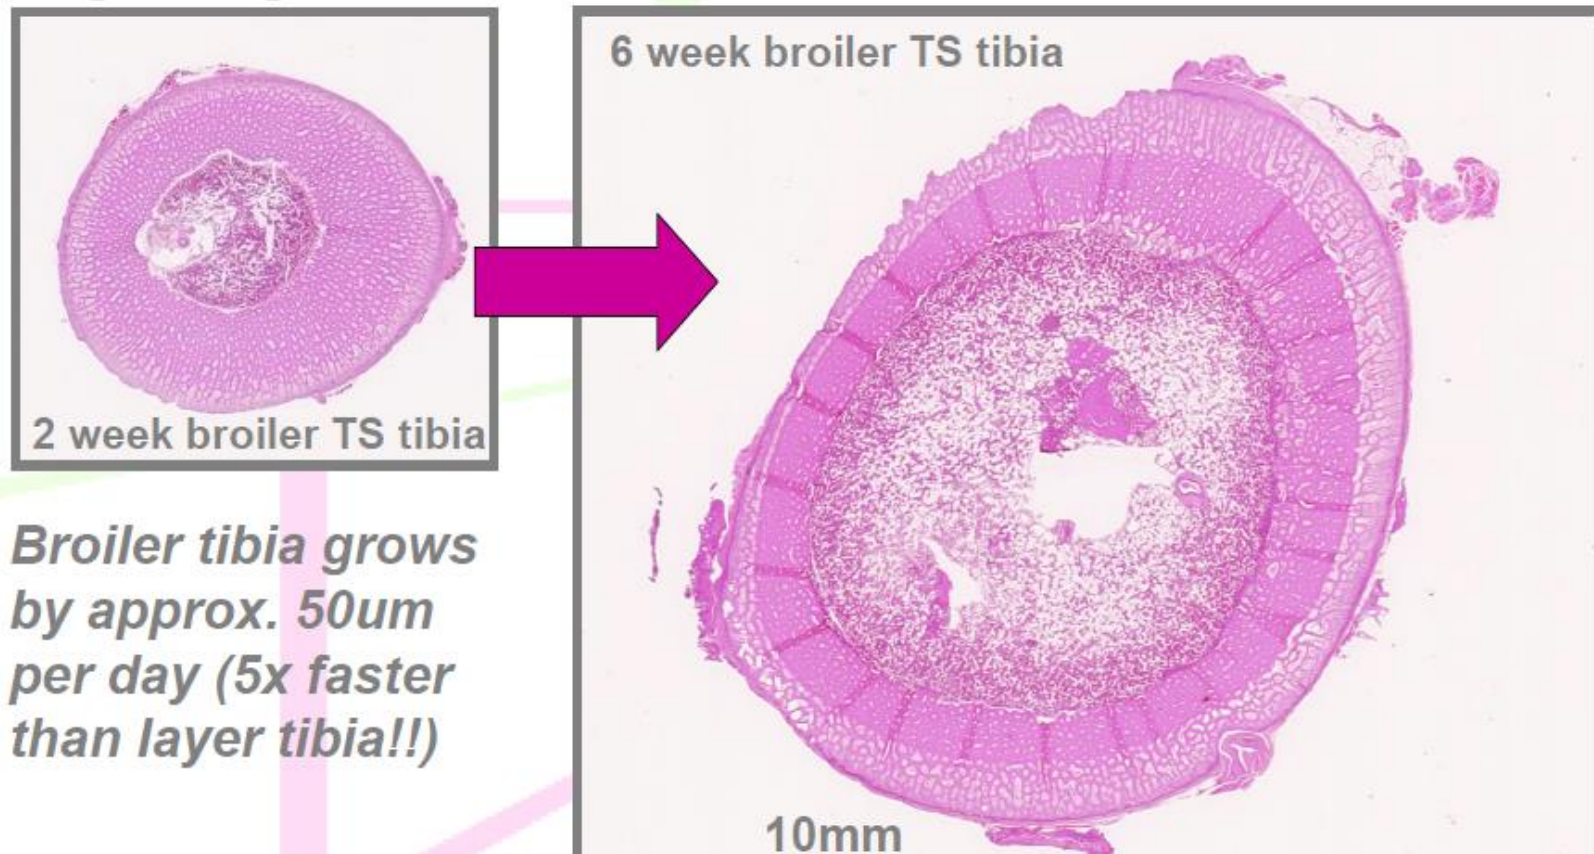 6 week broiler TS tibia
2 week broiler TS tibia
Broiler tibia grows
by approx. 50um
per day (5x faster
than layer tibia!!)
10mm